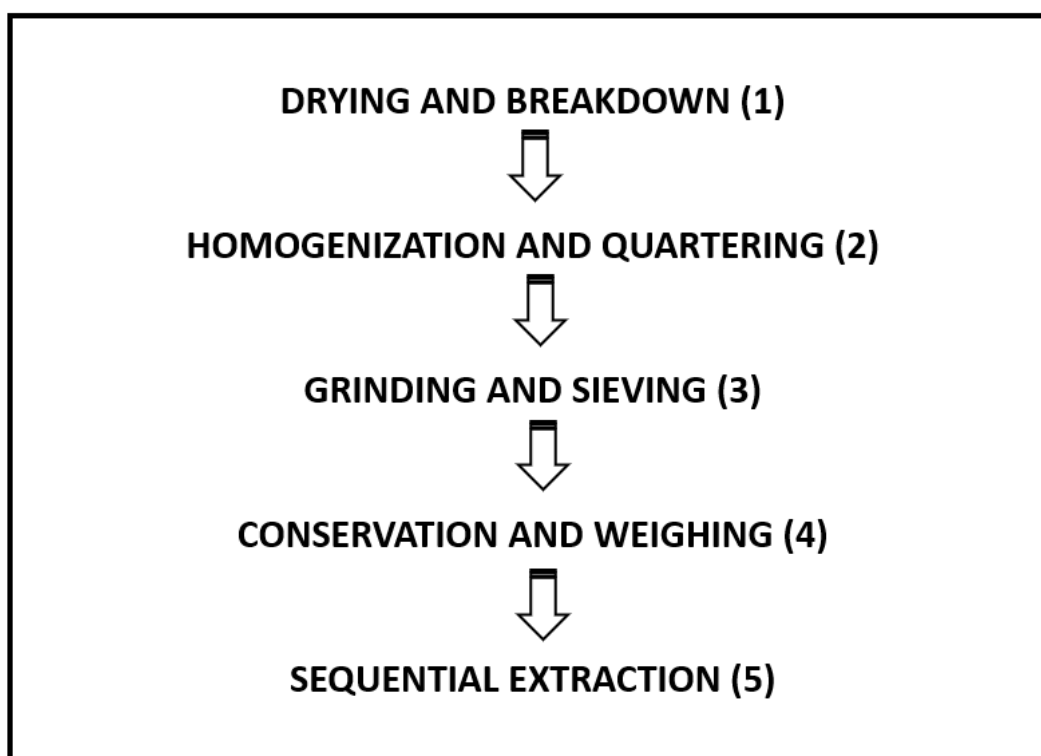 DRYING AND BREAKDOWN (1)
HOMOGENIZATION AND QUARTERING (2)
GRINDING AND SIEVING (3)
CONSERVATION AND WEIGHING (4)
SEQUENTIAL EXTRACTION (5)